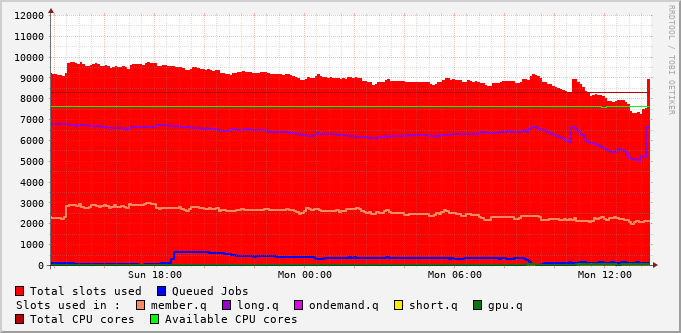 12000
11000
10000
9000
8000
7000
6000
5000
4000
3000
2000
1000
0
Sun 18:00 Mon 00:00 Mon 06:00 Mon 12:00
RRDTOOL / TOBI OETIKER
Total slots used Queued Jobs
Slots used in : member.q long.q ondemand.q short.q gpu.q
Total CPU cores Available CPU cores